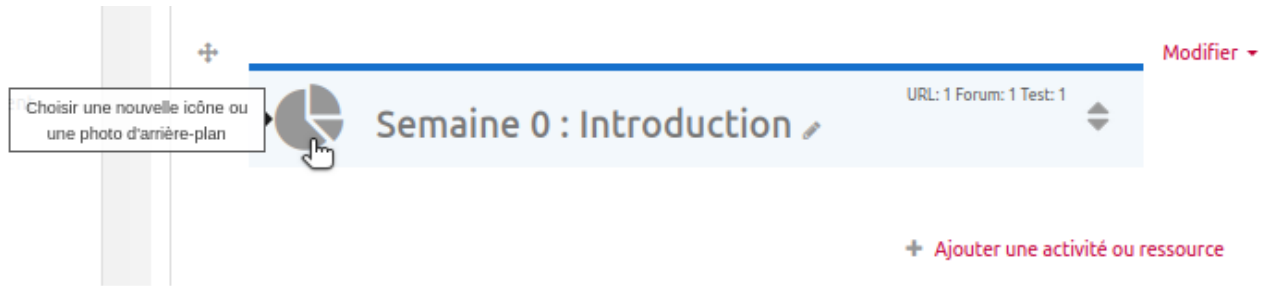 Modifier
URL: 1 Forum: 1 Test: 1
Choisir une nouvelle icône ou
une photo d'arrière-plan
Semaine 0 : Introduction
Ajouter une activité ou ressource